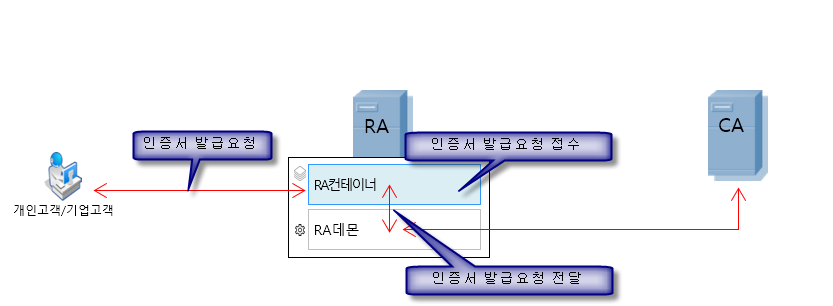 RA
CA
인증서 발급요청
인증서 발급요청 접수
RA컨테이너
개인고객/기업고객
RA데몬
인증서 발급요청 전달